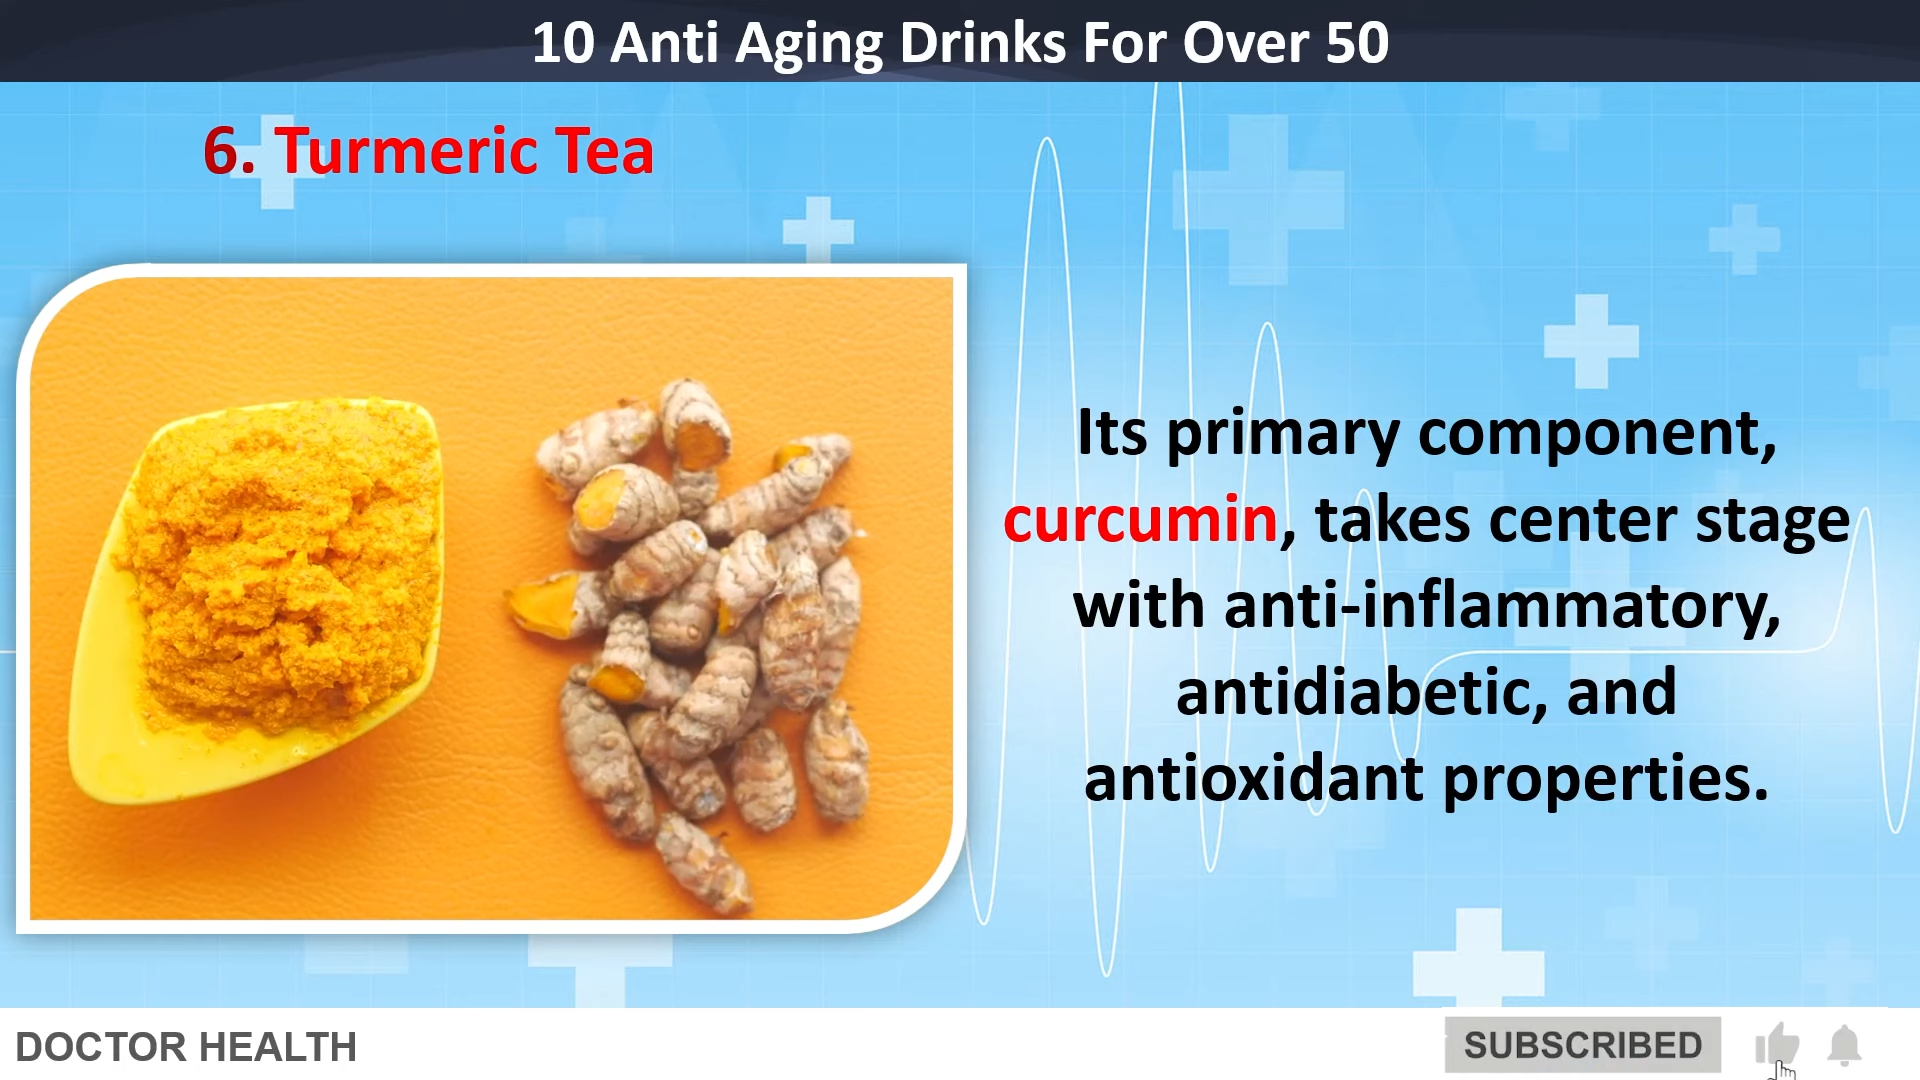 10 Anti Aging Drinks For Over 50
6. Turmeric Tea
Its primary component,
curcumin, takes center stage
with anti-inflammatory,
antidiabetic, and
antioxidant properties.
DOCTOR HEALTH
SUBSCRIBED